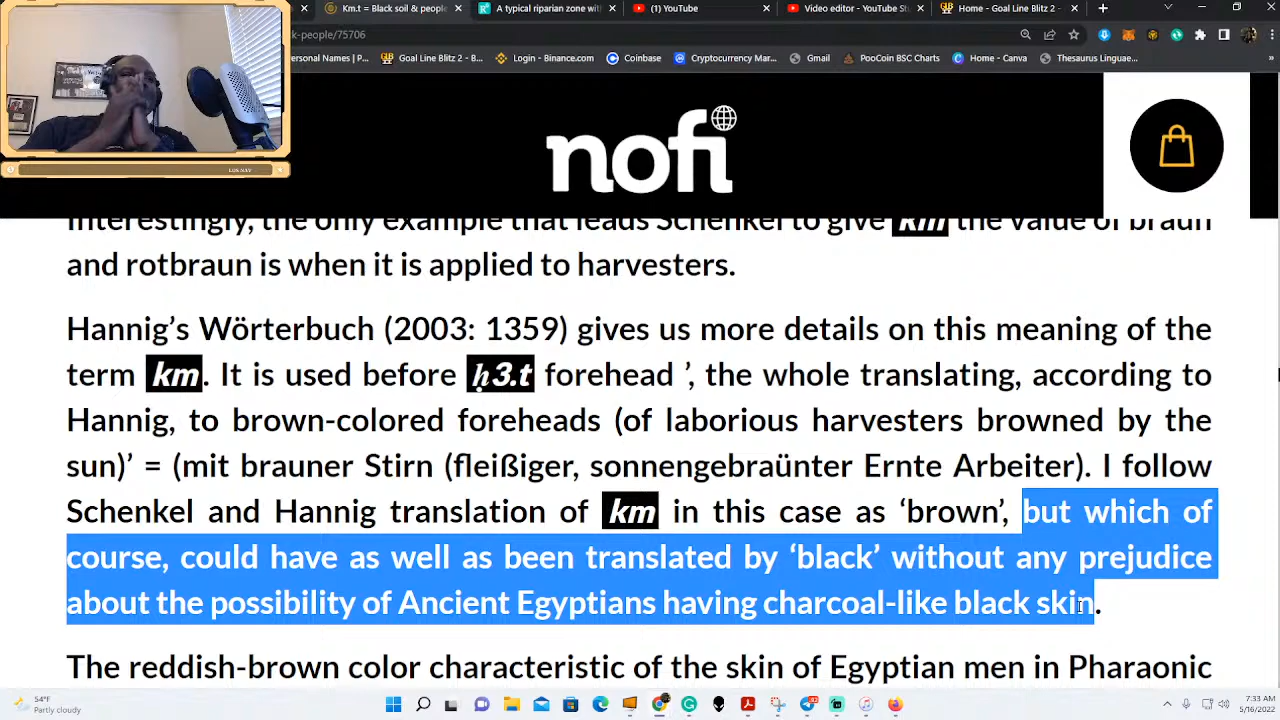 Km.t = Black soil & people
A typical riparian zone wit
(1) YouTube
Video editor - YouTube St
Home - Goal Line Blitz 2 -
k-people/75706
ersonal Names | P...
Goal Line Blitz 2 - B...
Login - Binance.com
Coinbase
Cryptocurrency Mar...
Gmail
PooCoin BSC Charts
Home - Canva
Thesaurus Linguae...
nofi
Interestingly, the only example that leads Schenkel to give km the value of braun
and rotbraun is when it is applied to harvesters.
Hannig’s Wörterbuch (2003: 1359) gives us more details on this meaning of the
term km. It is used before ḥ3.t forehead ’, the whole translating, according to
Hannig, to brown-colored foreheads (of laborious harvesters browned by the
sun)’ = (mit brauner Stirn (fleißiger, sonnengebraünter Ernte Arbeiter). I follow
Schenkel and Hannig translation of km in this case as ‘brown’, but which of
course, could have as well as been translated by ‘black’ without any prejudice
about the possibility of Ancient Egyptians having charcoal-like black skin.
The reddish-brown color characteristic of the skin of Egyptian men in Pharaonic
54°F
Partly cloudy
7:33 AM
5/16/2022